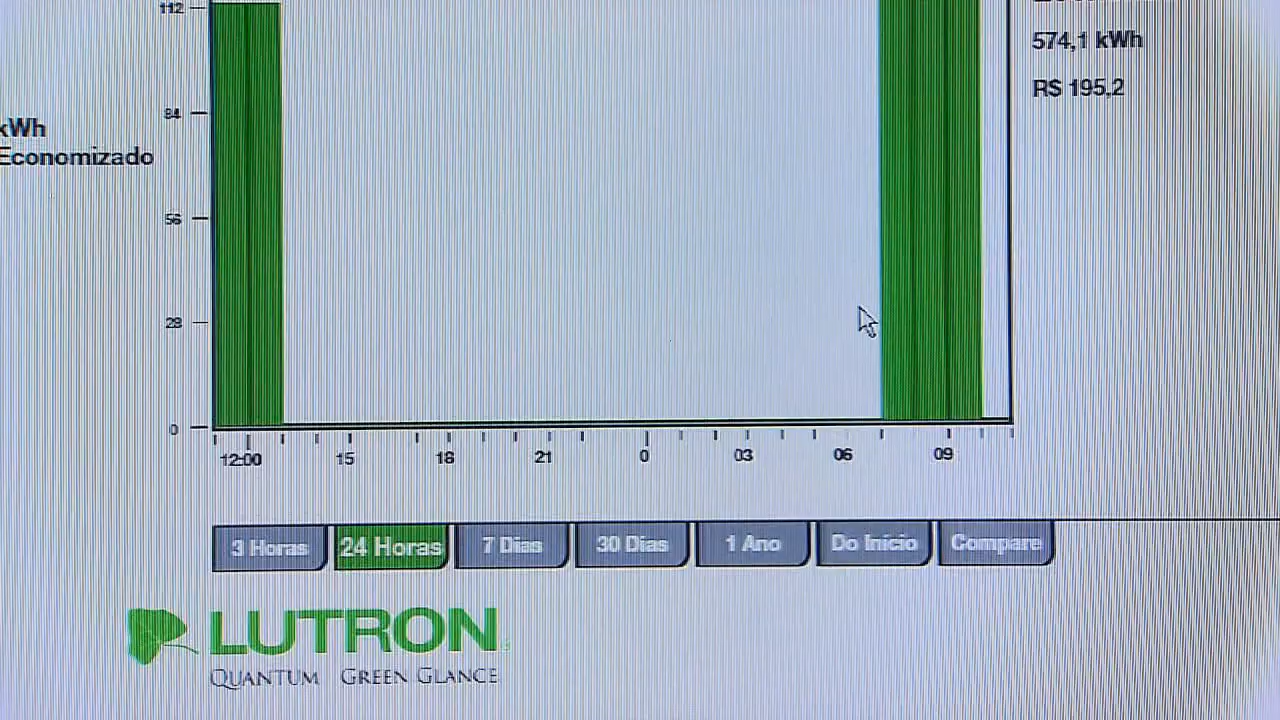 112
574,1 kWh
R$ 195,2
84
kWh
Economizado
56
28
0
12:00 15 18 21 0 03 06 09
3 Horas 24 Horas 7 Dias 30 Dias 1 Ano Do Início Compare
LUTRON
QUANTUM GREEN GLANCE